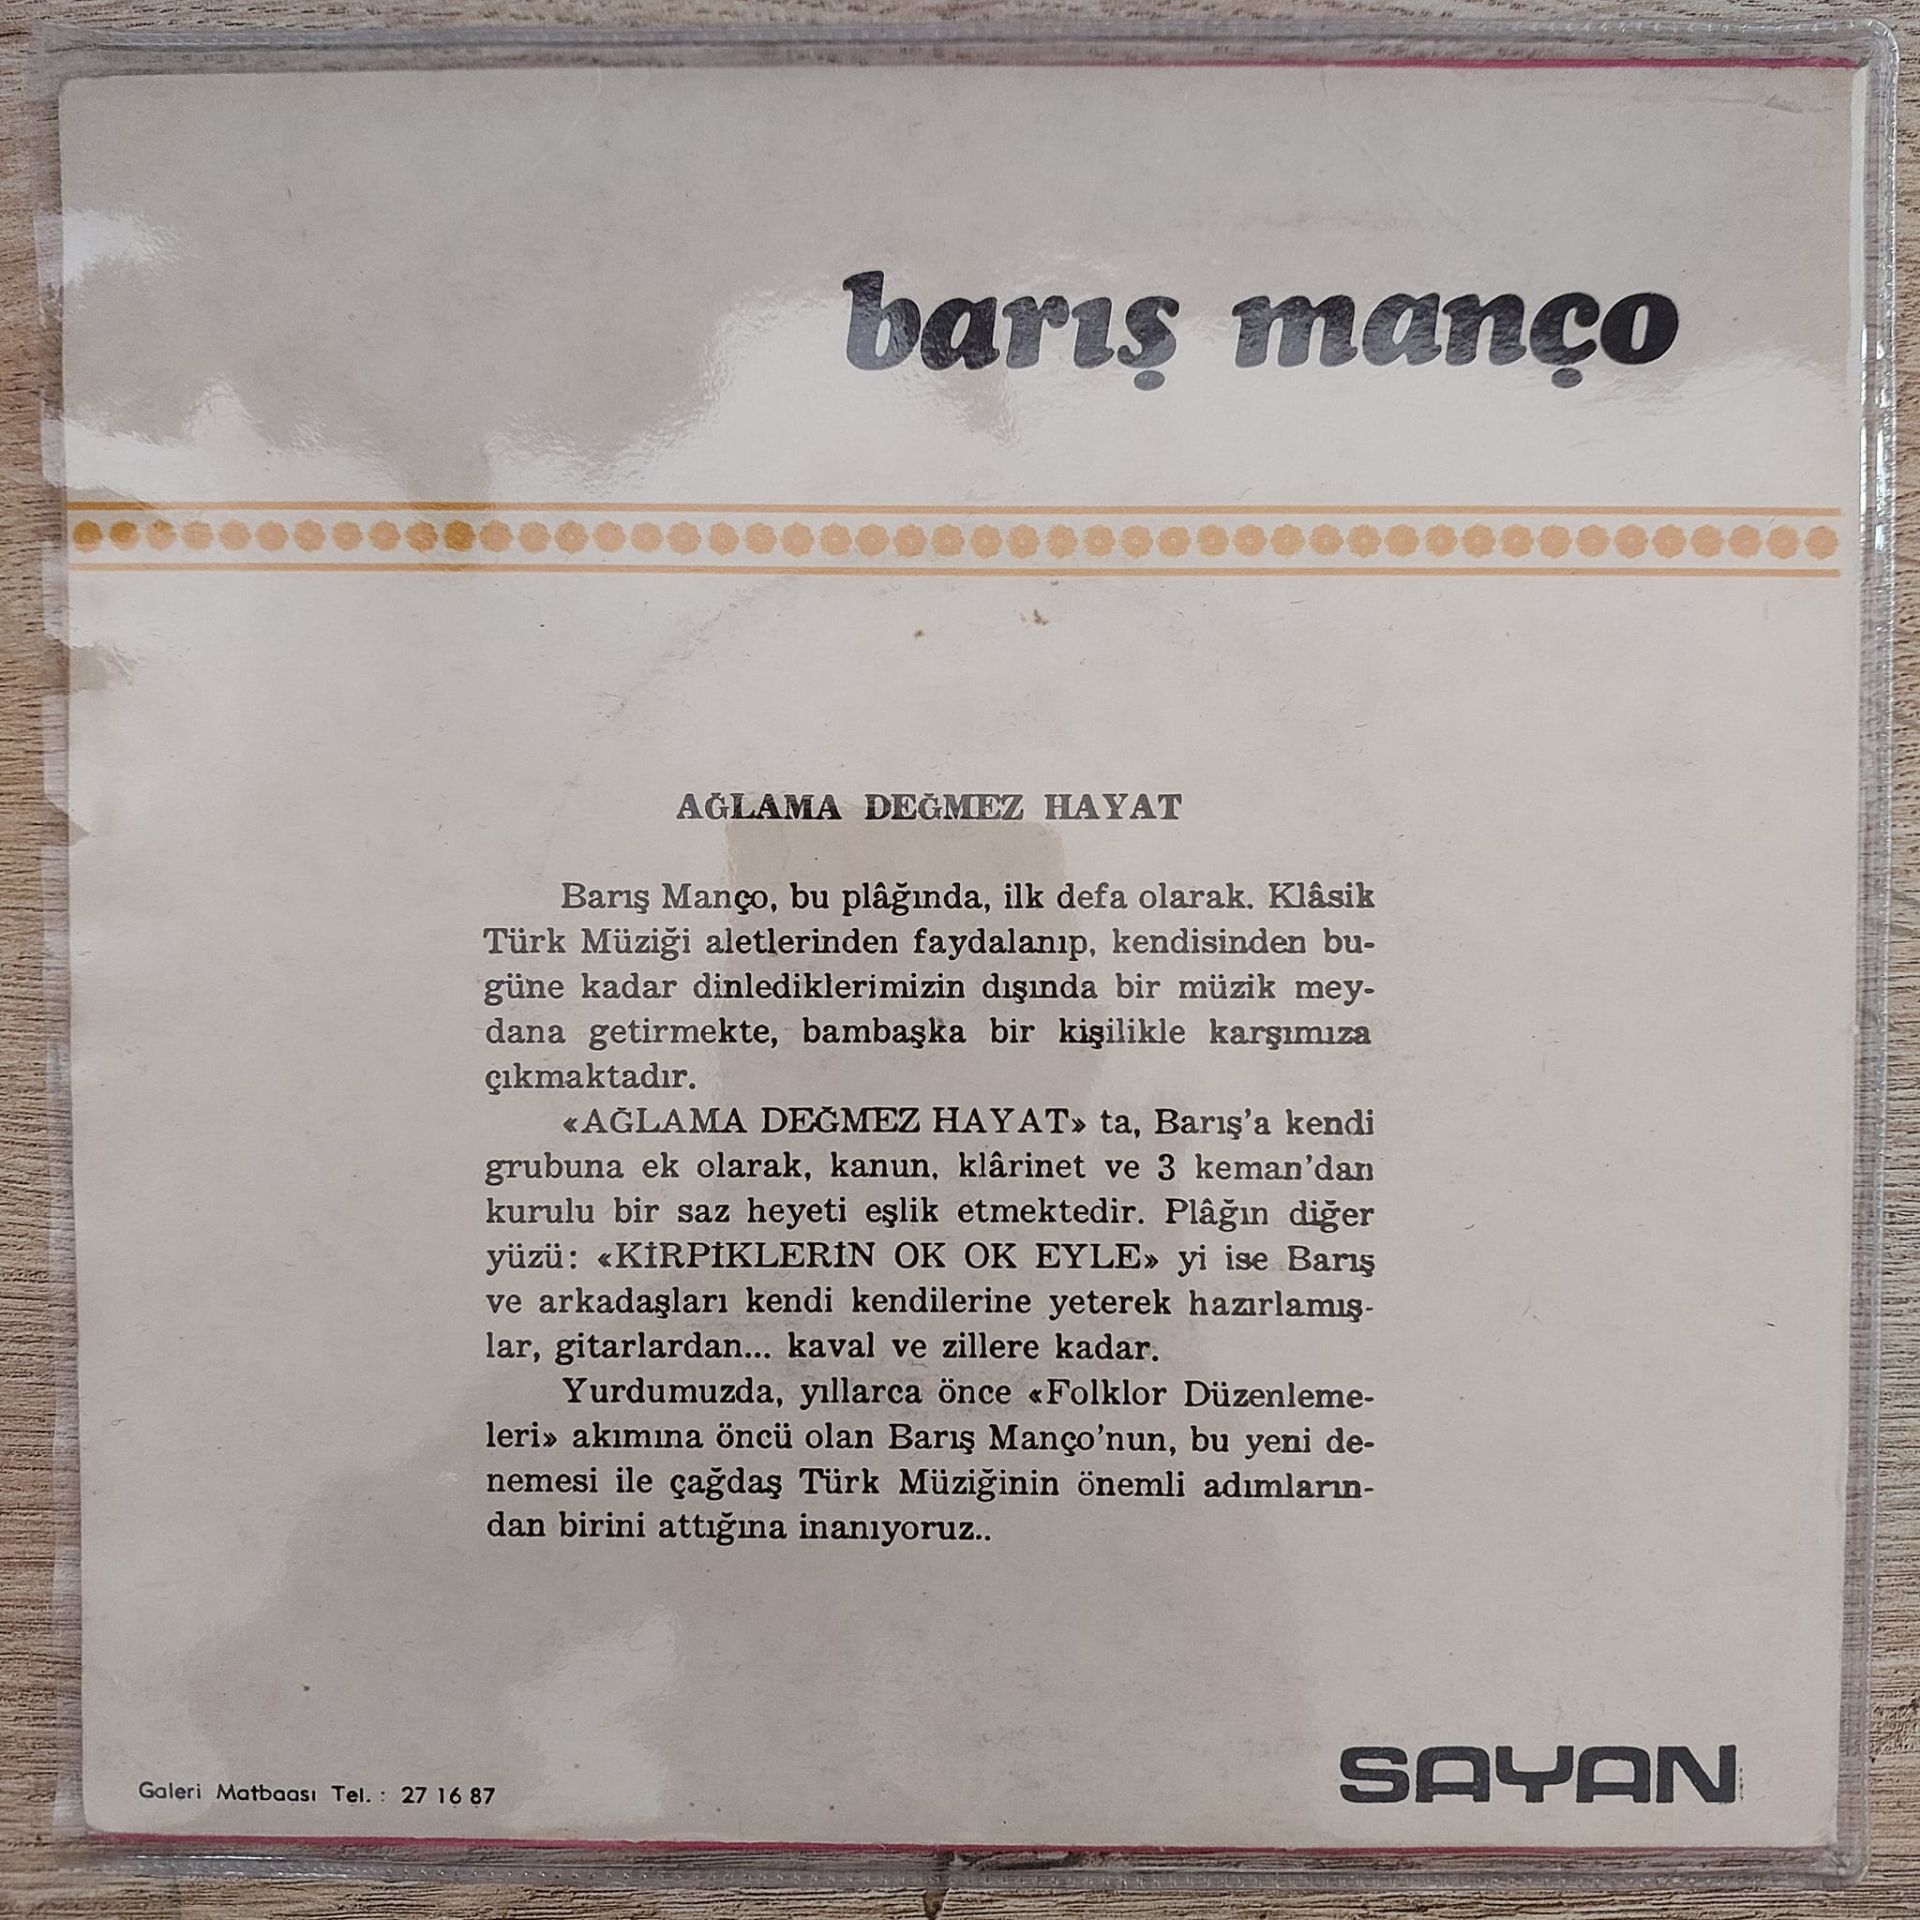 barış manço
AĞLAMA DEĞMEZ HAYAT
Barış Manço, bu plâğında, ilk defa olarak. Klâsik
Türk Müziği aletlerinden faydalanıp, kendisinden bu-
güne kadar dinlediklerimizin dışında bir müzik mey-
dana getirmekte, bambaşka bir kişilikle karşımıza
çıkmaktadır.
«AĞLAMA DEĞMEZ HAYAT» ta, Barış'a kendi
grubuna ek olarak, kanun, klârinet ve 3 keman'dan
kurulu bir saz heyeti eşlik etmektedir. Plâğın diğer
yüzü: «KİRPİKLERİN OK OK EYLE» yi ise Barış
ve arkadaşları kendi kendilerine yeterek hazırlamış-
lar, gitarlardan... kaval ve zillere kadar.
Yurdumuzda, yıllarca önce «Folklor Düzenleme-
leri» akımına öncü olan Barış Manço'nun, bu yeni de-
nemesi ile çağdaş Türk Müziğinin önemli adımların-
dan birini attığına inanıyoruz..
Galeri Matbaası Tel. : 27 16 87
SAYAN